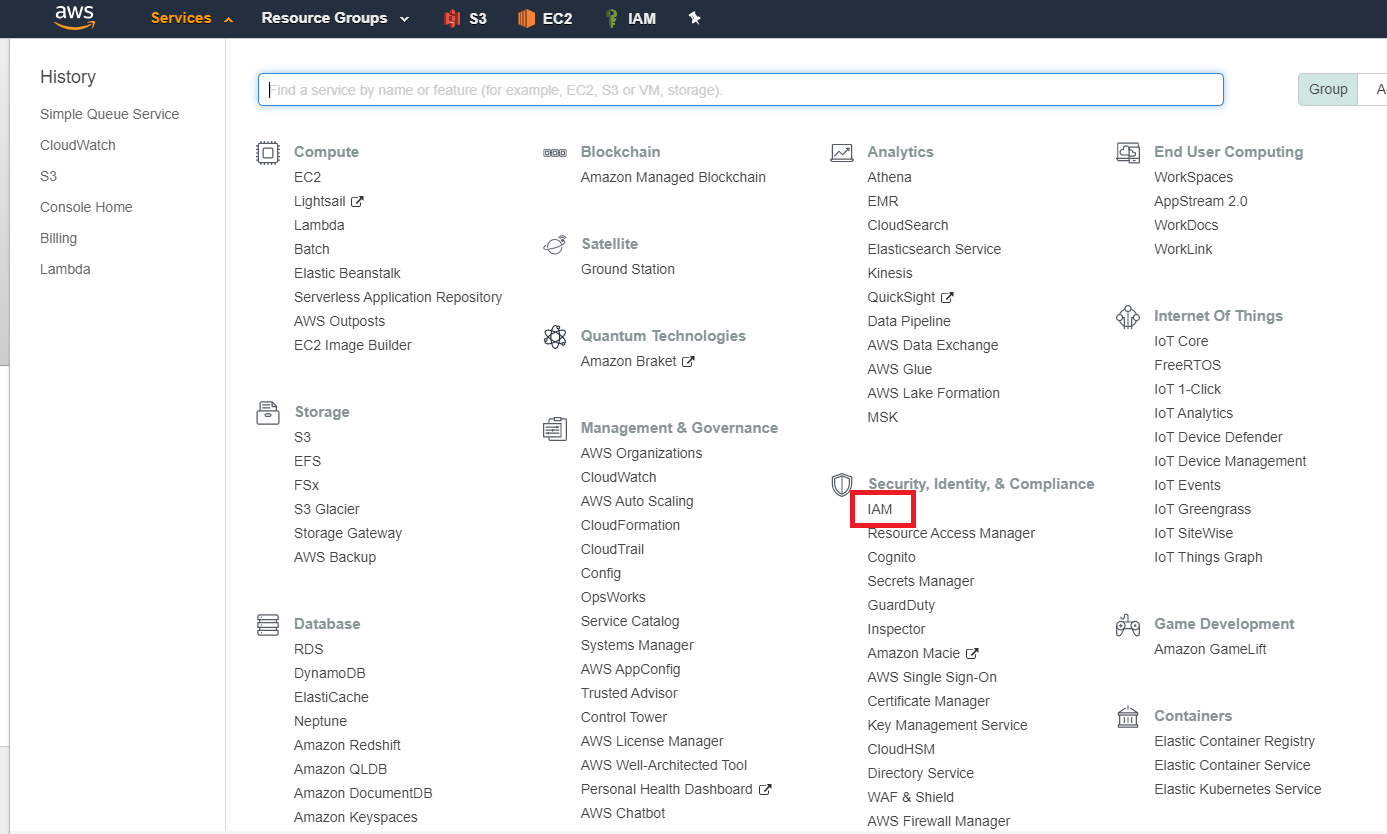 aws
Services
Resource Groups
S3
EC2
IAM
History
Simple Queue Service
CloudWatch
S3
Console Home
Billing
Lambda
Find a service by name or feature (for example, EC2, S3 or VM, storage).
Group
A-
Compute
EC2
Lightsail
Lambda
Batch
Elastic Beanstalk
Serverless Application Repository
AWS Outposts
EC2 Image Builder
Storage
S3
EFS
FSx
S3 Glacier
Storage Gateway
AWS Backup
Database
RDS
DynamoDB
ElastiCache
Neptune
Amazon Redshift
Amazon QLDB
Amazon DocumentDB
Amazon Keyspaces
Blockchain
Amazon Managed Blockchain
Satellite
Ground Station
Quantum Technologies
Amazon Braket
Management & Governance
AWS Organizations
CloudWatch
AWS Auto Scaling
CloudFormation
CloudTrail
Config
OpsWorks
Service Catalog
Systems Manager
AWS AppConfig
Trusted Advisor
Control Tower
AWS License Manager
AWS Well-Architected Tool
Personal Health Dashboard
AWS Chatbot
Analytics
Athena
EMR
CloudSearch
Elasticsearch Service
Kinesis
QuickSight
Data Pipeline
AWS Data Exchange
AWS Glue
AWS Lake Formation
MSK
Security, Identity, & Compliance
IAM
Resource Access Manager
Cognito
Secrets Manager
GuardDuty
Inspector
Amazon Macie
AWS Single Sign-On
Certificate Manager
Key Management Service
CloudHSM
Directory Service
WAF & Shield
AWS Firewall Manager
End User Computing
WorkSpaces
AppStream 2.0
WorkDocs
WorkLink
Internet Of Things
IoT Core
FreeRTOS
IoT 1-Click
IoT Analytics
IoT Device Defender
IoT Device Management
IoT Events
IoT Greengrass
IoT SiteWise
IoT Things Graph
Game Development
Amazon GameLift
Containers
Elastic Container Registry
Elastic Container Service
Elastic Kubernetes Service